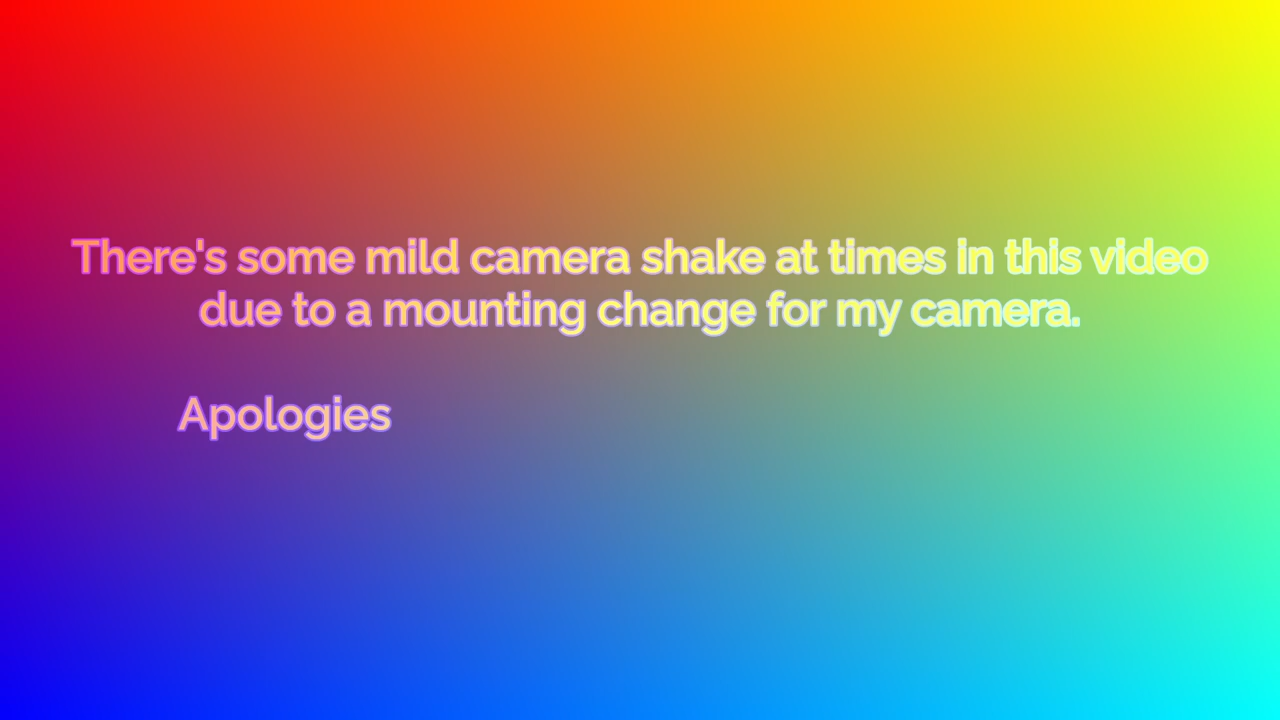 There's some mild camera shake at times in this video
due to a mounting change for my camera.
Apologies